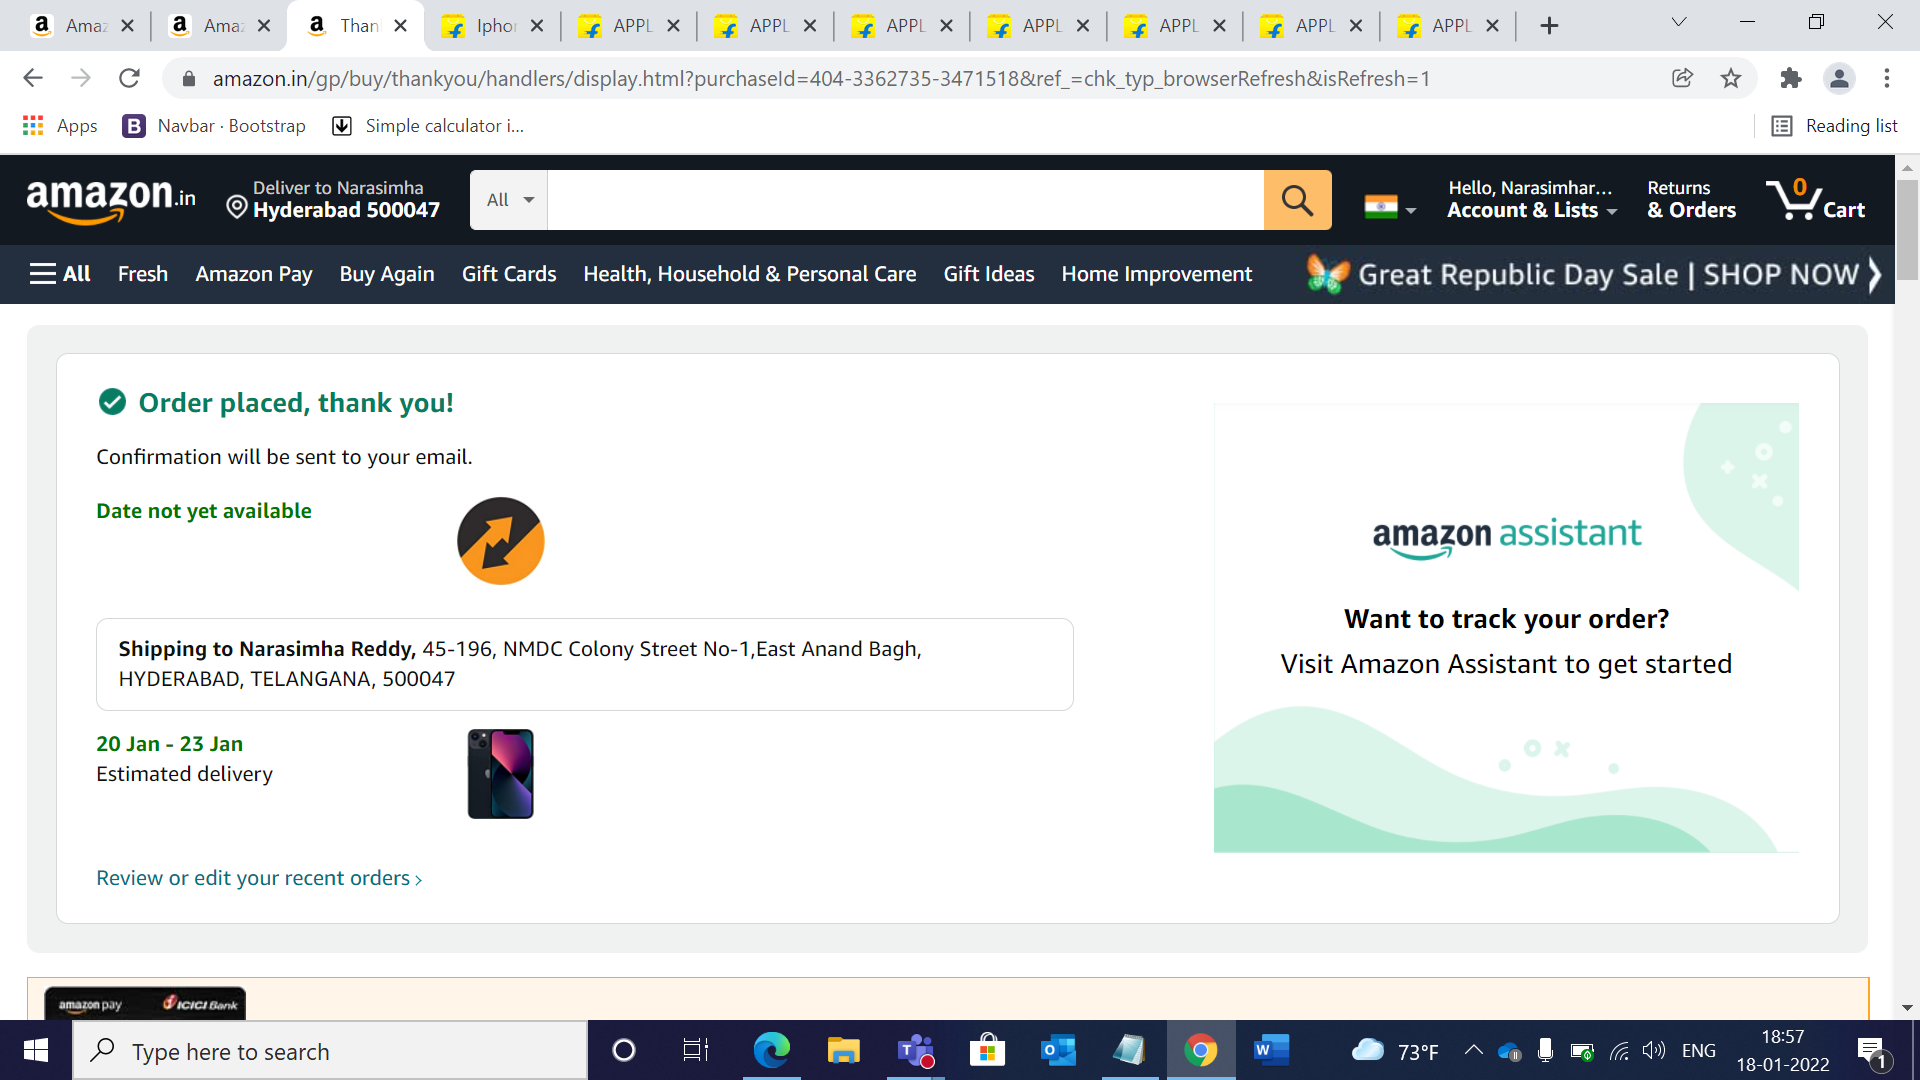 Amaz
Amaz
Than
Iphon
APPL
APPL
APPL
APPL
APPL
APPL
APPL
amazon.in/gp/buy/thankyou/handlers/display.html?purchaseId=404-3362735-3471518&ref_=chk_typ_browserRefresh&isRefresh=1
Apps
B Navbar · Bootstrap
Simple calculator i...
Reading list
amazon.in
Deliver to Narasimha
Hyderabad 500047
All
Hello, Narasimhar...
Account & Lists
Returns
& Orders
0
Cart
All Fresh Amazon Pay Buy Again Gift Cards Health, Household & Personal Care Gift Ideas Home Improvement
Great Republic Day Sale | SHOP NOW
Order placed, thank you!
Confirmation will be sent to your email.
Date not yet available
Shipping to Narasimha Reddy, 45-196, NMDC Colony Street No-1,East Anand Bagh,
HYDERABAD, TELANGANA, 500047
20 Jan - 23 Jan
Estimated delivery
Review or edit your recent orders ›
amazon assistant
Want to track your order?
Visit Amazon Assistant to get started
amazon pay
ICICI Bank
Type here to search
73°F
ENG
18:57
18-01-2022
1